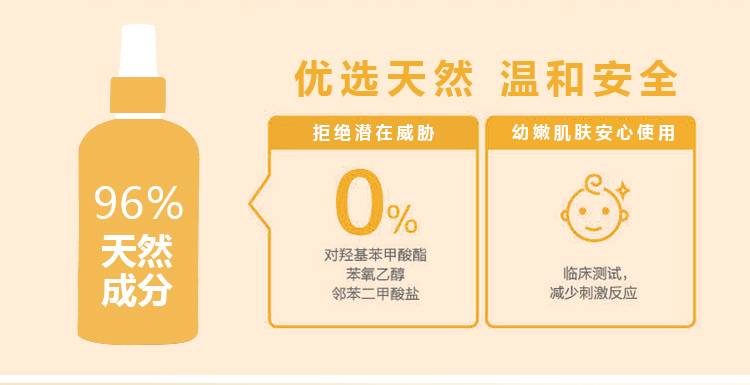 优选天然 温和安全
96%
天然
成分
拒绝潜在威胁
0%
对羟基苯甲酸酯
苯氧乙醇
邻苯二甲酸盐
幼嫩肌肤安心使用
临床测试，
减少刺激反应